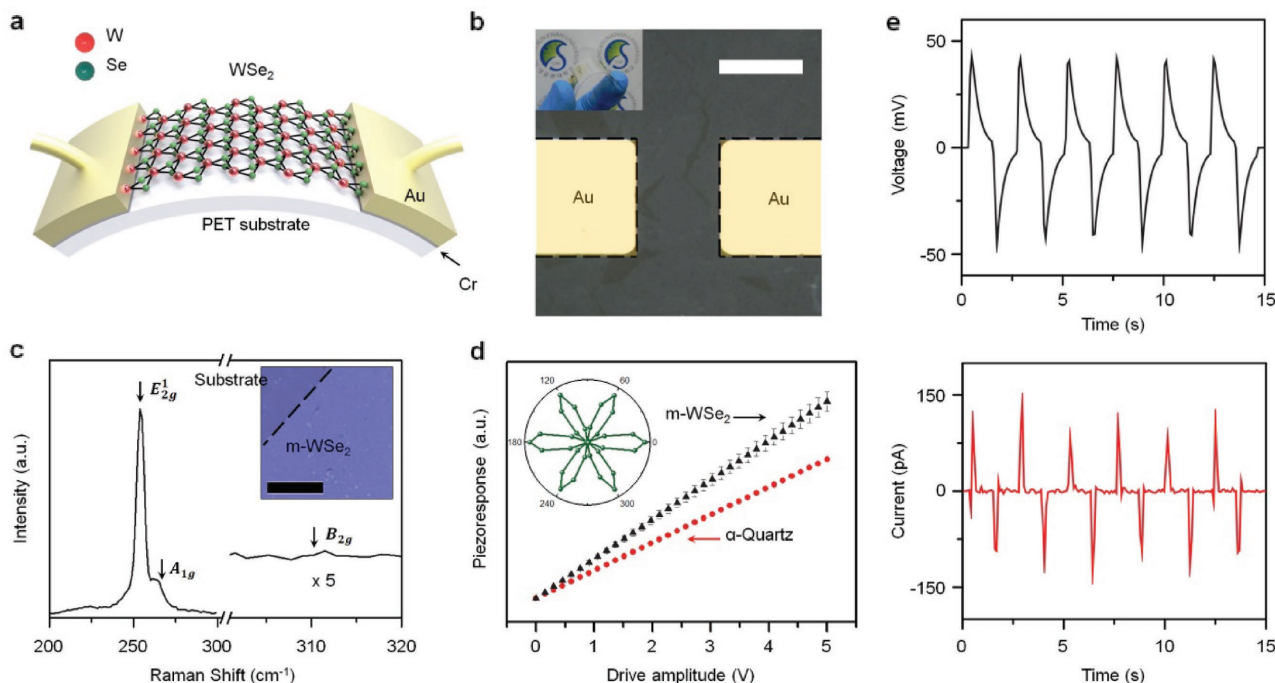 a
W
Se
WSe₂
Au
PET substrate
Cr
b
Au
Au
c
Intensity (a.u.)
E¹₂g
A₁g
Substrate
m-WSe₂
B₂g
x 5
200
250
300
310
320
Raman Shift (cm⁻¹)
d
Piezoresponse (a.u.)
120
60
180
0
240
300
m-WSe₂
α-Quartz
0
1
2
3
4
5
Drive amplitude (V)
e
Voltage (mV)
50
0
-50
0
5
10
15
Time (s)
Current (pA)
150
0
-150
0
5
10
15
Time (s)